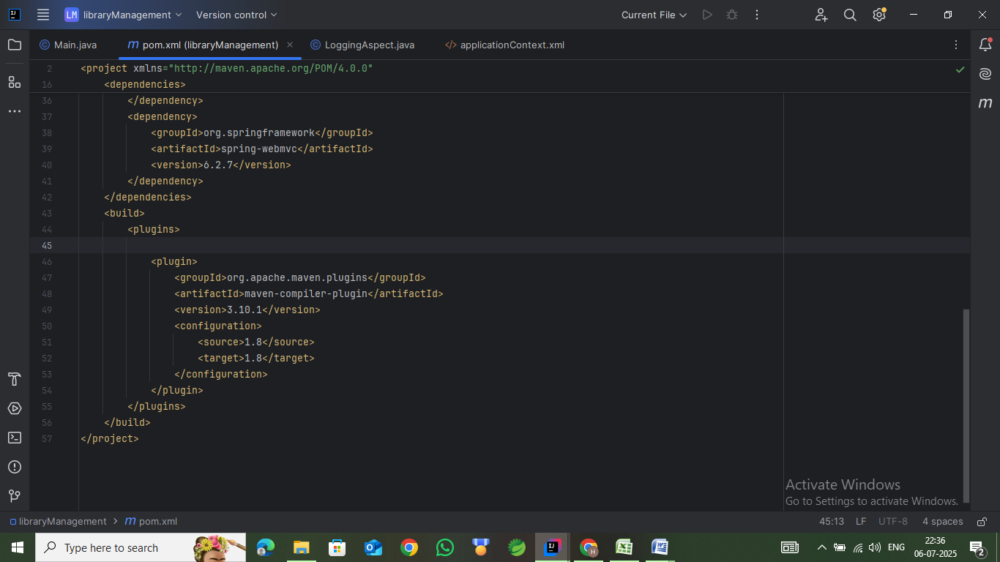 LM libraryManagement Version control Current File
Main.java pom.xml (libraryManagement) LoggingAspect.java applicationContext.xml
2 <project xmlns="http://maven.apache.org/POM/4.0.0"
16 <dependencies>
36 </dependency>
37 <dependency>
38 <groupId>org.springframework</groupId>
39 <artifactId>spring-webmvc</artifactId>
40 <version>6.2.7</version>
41 </dependency>
42 </dependencies>
43 <build>
44 <plugins>
45
46 <plugin>
47 <groupId>org.apache.maven.plugins</groupId>
48 <artifactId>maven-compiler-plugin</artifactId>
49 <version>3.10.1</version>
50 <configuration>
51 <source>1.8</source>
52 <target>1.8</target>
53 </configuration>
54 </plugin>
55 </plugins>
56 </build>
57 </project>
Activate Windows
Go to Settings to activate Windows.
libraryManagement > pom.xml 45:13 LF UTF-8 4 spaces
Type here to search ENG 22:36
06-07-2025 2